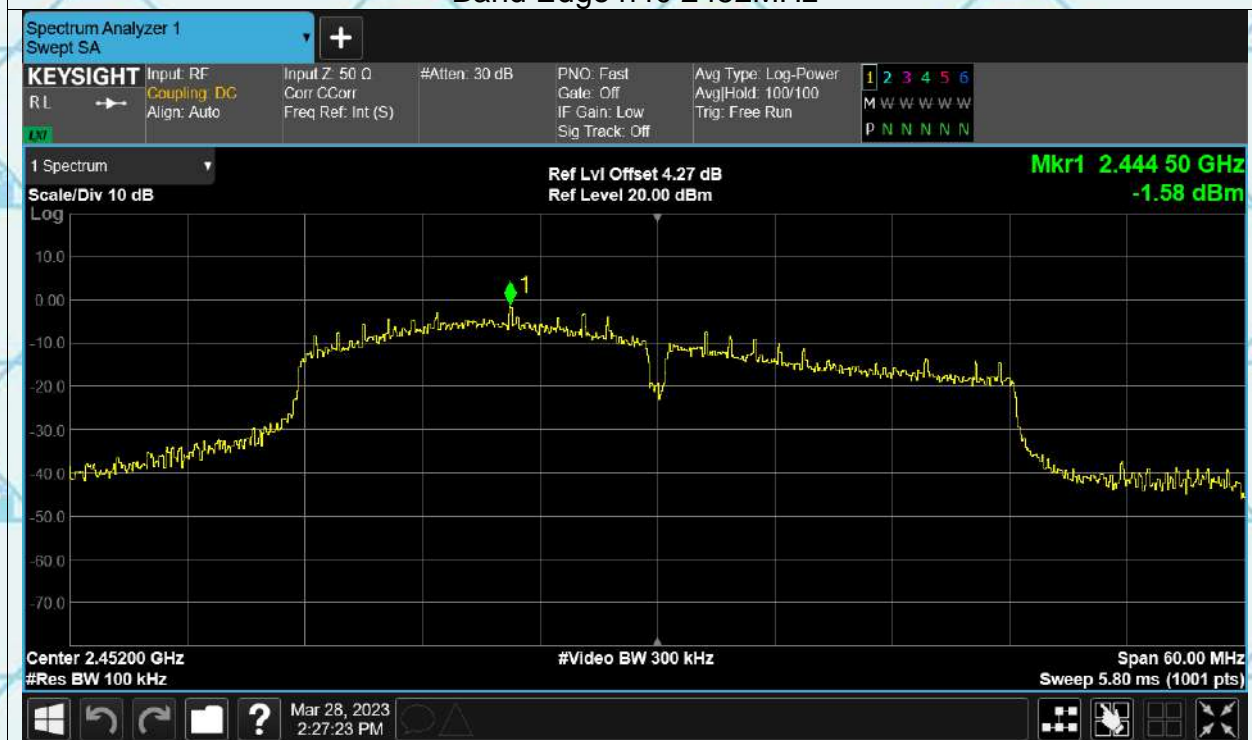 Spectrum Analyzer 1
Swept SA
+
KEYSIGHT
RL
LXI
Input: RF
Coupling: DC
Align: Auto
Input Z: 50 Ω
Corr CCorr
Freq Ref: Int (S)
#Atten: 30 dB
PNO: Fast
Gate: Off
IF Gain: Low
Sig Track: Off
Avg Type: Log-Power
Avg|Hold: 100/100
Trig: Free Run
1 2 3 4 5 6
M W W W W W
P N N N N N
1 Spectrum
Scale/Div 10 dB
Ref Lvl Offset 4.27 dB
Ref Level 20.00 dBm
Mkr1 2.444 50 GHz
-1.58 dBm
Log
10.0
0.00
-10.0
-20.0
-30.0
-40.0
-50.0
-60.0
-70.0
1
Center 2.45200 GHz
#Res BW 100 kHz
#Video BW 300 kHz
Span 60.00 MHz
Sweep 5.80 ms (1001 pts)
?
Mar 28, 2023
2:27:23 PM